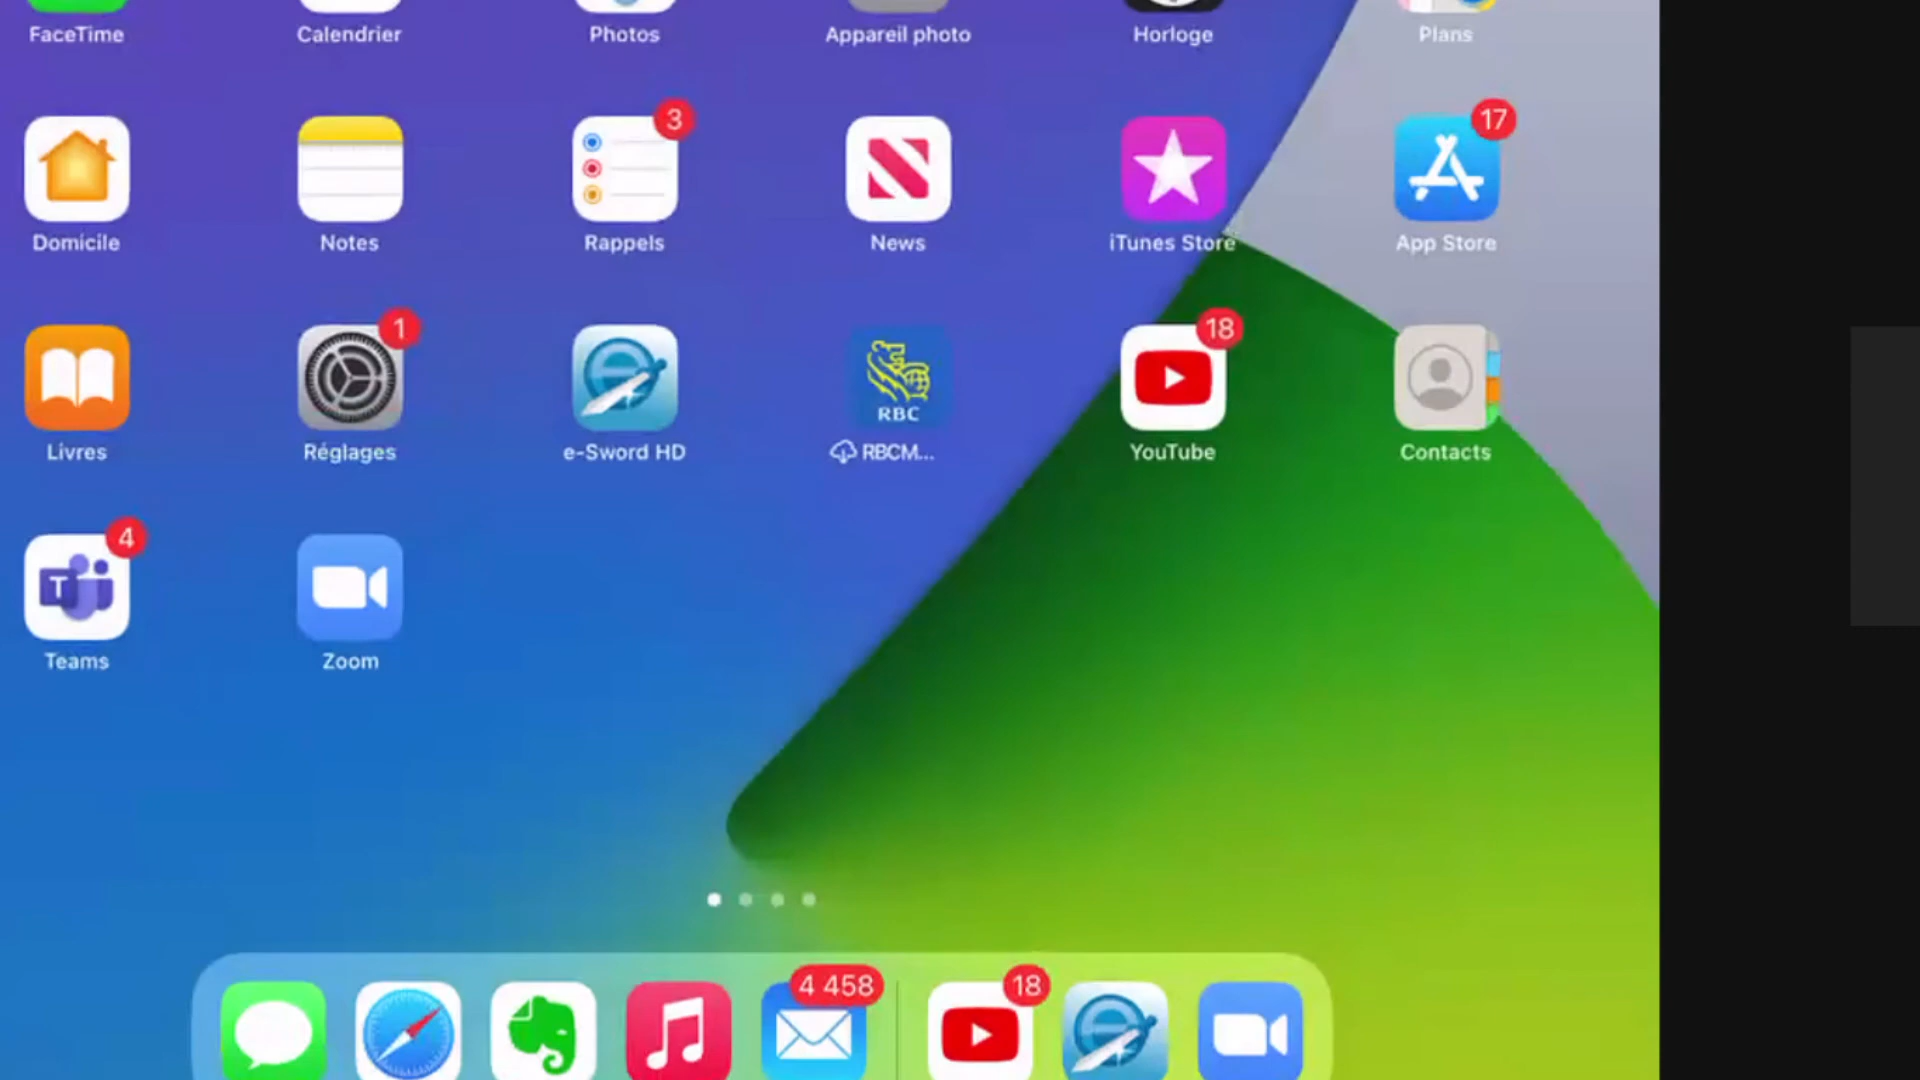 FaceTime Calendrier Photos Appareil photo Horloge Plans
3 17
Domicile Notes Rappels News iTunes Store App Store
1 RBC 18
Livres Réglages e-Sword HD RBCM... YouTube Contacts
T 4
Teams Zoom
4 458 18